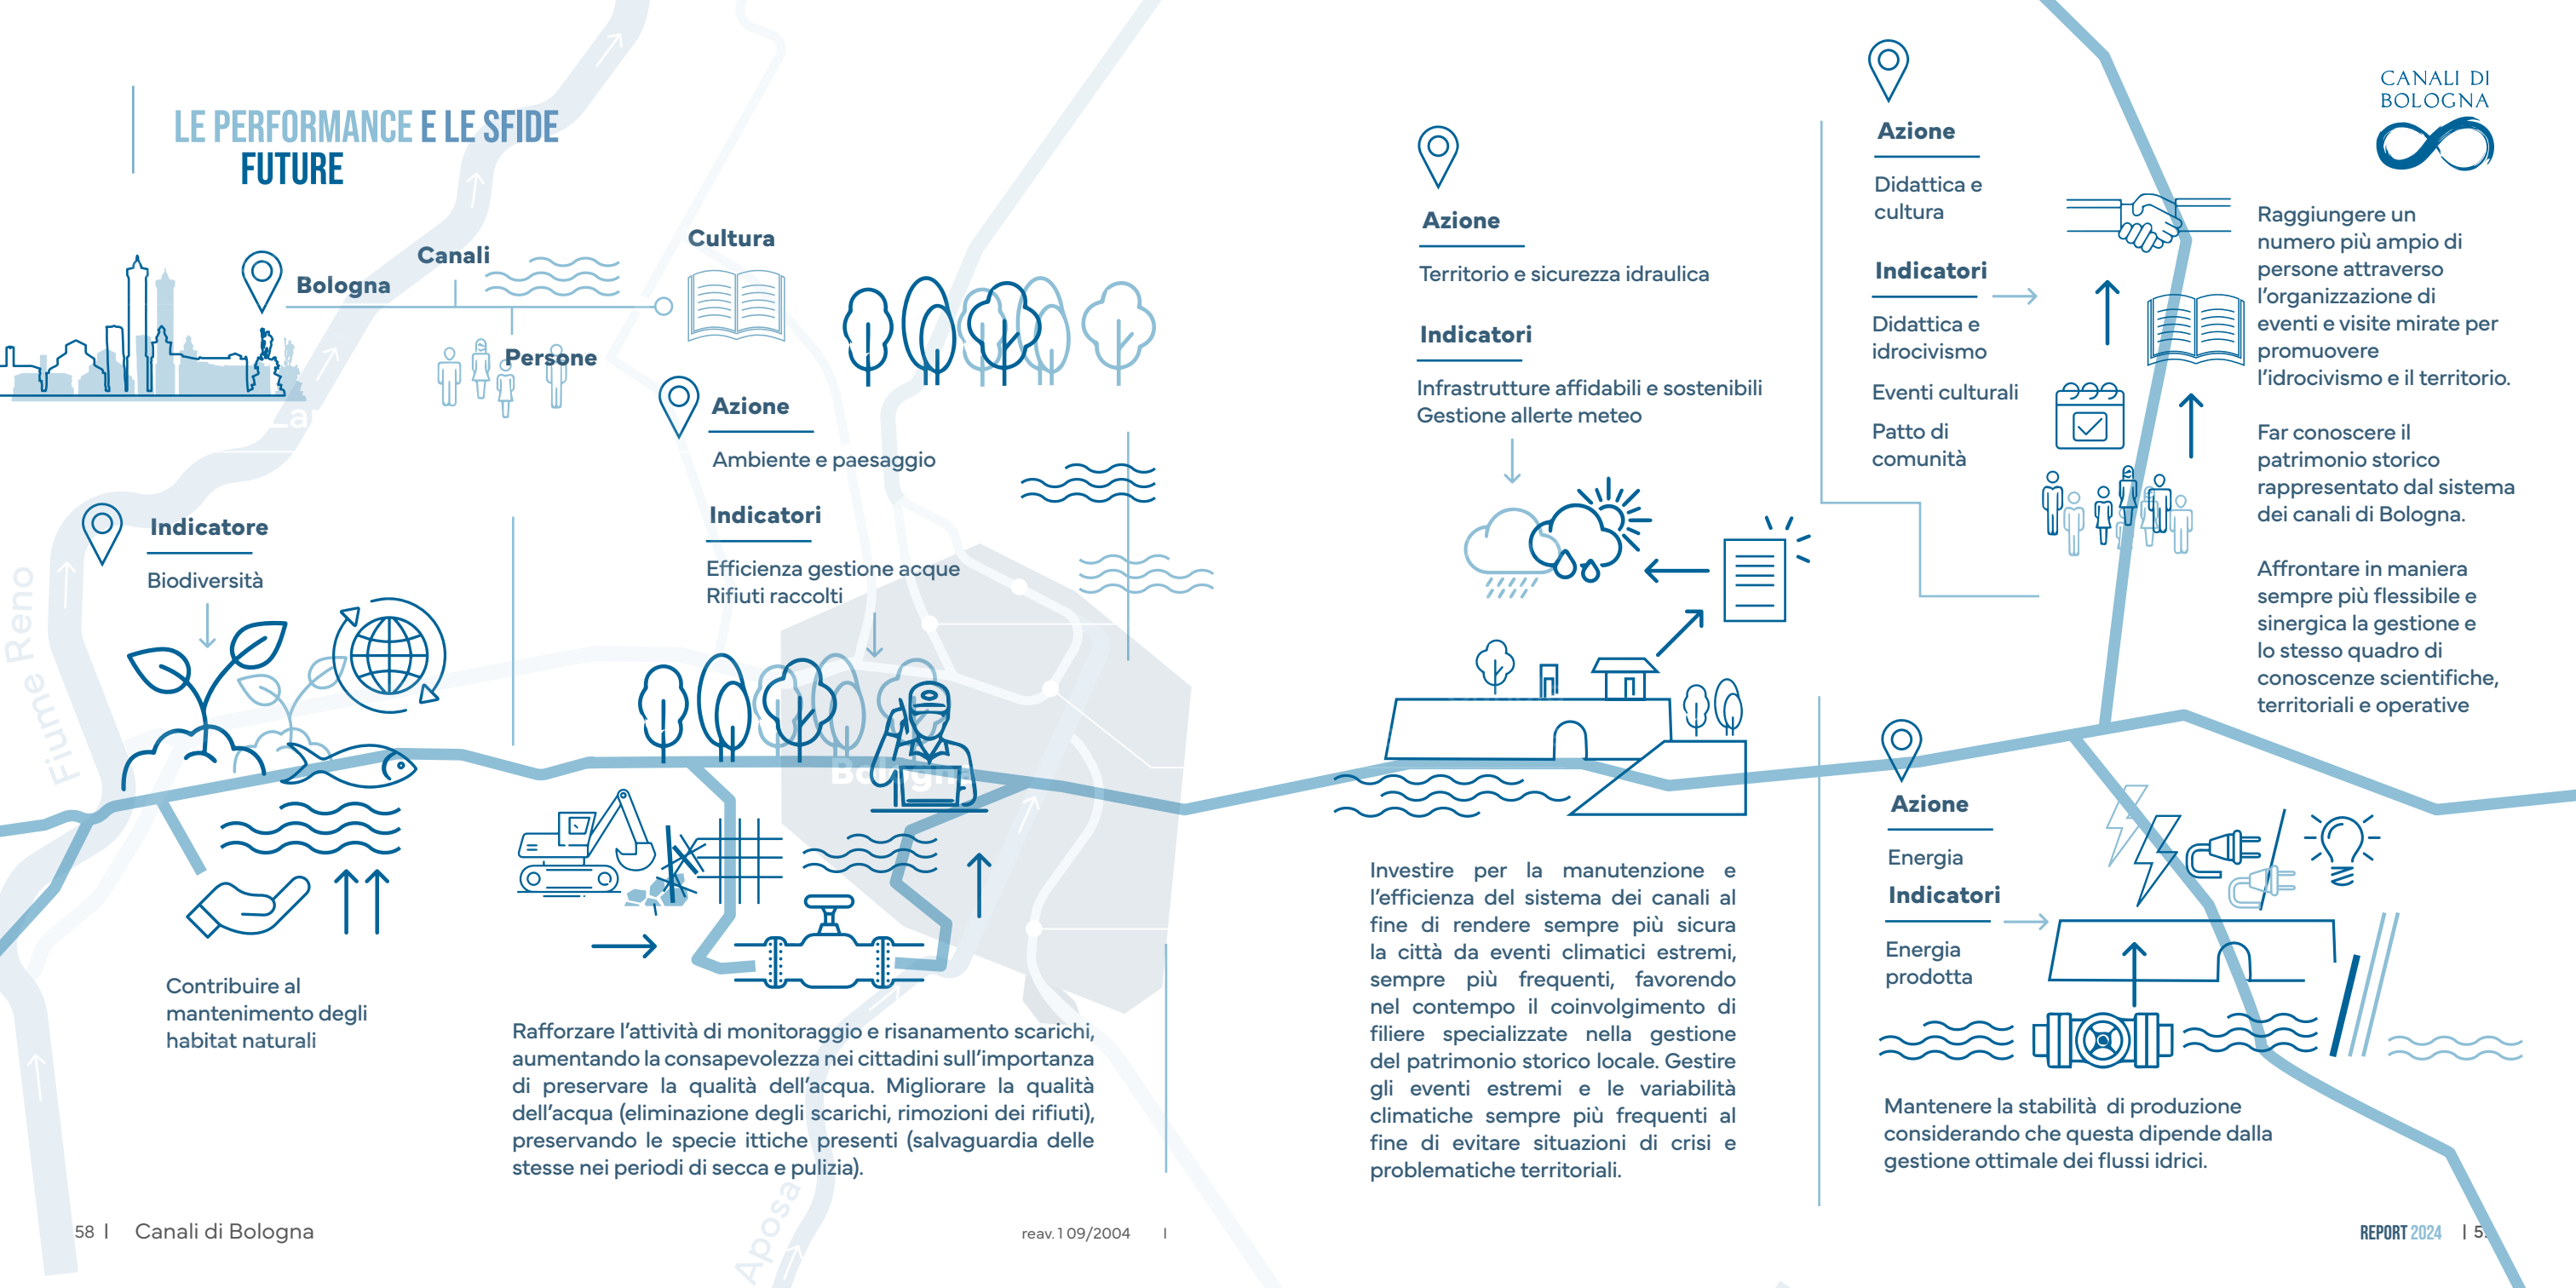 LE PERFORMANCE E LE SFIDE
FUTURE
Bologna
Canali
Persone
Cultura
Indicatore
Biodiversità
Contribuire al
mantenimento degli
habitat naturali
Fiume Reno
Azione
Ambiente e paesaggio
Indicatori
Efficienza gestione acque
Rifiuti raccolti
Bologna
Rafforzare l'attività di monitoraggio e risanamento scarichi,
aumentando la consapevolezza nei cittadini sull'importanza
di preservare la qualità dell'acqua. Migliorare la qualità
dell'acqua (eliminazione degli scarichi, rimozioni dei rifiuti),
preservando le specie ittiche presenti (salvaguardia delle
stesse nei periodi di secca e pulizia).
Aposa
58 | Canali di Bologna
reav. 1 09/2004 |
Azione
Territorio e sicurezza idraulica
Indicatori
Infrastrutture affidabili e sostenibili
Gestione allerte meteo
Investire per la manutenzione e
l'efficienza del sistema dei canali al
fine di rendere sempre più sicura
la città da eventi climatici estremi,
sempre più frequenti, favorendo
nel contempo il coinvolgimento di
filiere specializzate nella gestione
del patrimonio storico locale. Gestire
gli eventi estremi e le variabilità
climatiche sempre più frequenti al
fine di evitare situazioni di crisi e
problematiche territoriali.
Azione
Didattica e
cultura
Indicatori
Didattica e
idrocivismo
Eventi culturali
Patto di
comunità
CANALI DI
BOLOGNA
Raggiungere un
numero più ampio di
persone attraverso
l'organizzazione di
eventi e visite mirate per
promuovere
l'idrocivismo e il territorio.
Far conoscere il
patrimonio storico
rappresentato dal sistema
dei canali di Bologna.
Affrontare in maniera
sempre più flessibile e
sinergica la gestione e
lo stesso quadro di
conoscenze scientifiche,
territoriali e operative
Azione
Energia
Indicatori
Energia
prodotta
Mantenere la stabilità di produzione
considerando che questa dipende dalla
gestione ottimale dei flussi idrici.
REPORT 2024 |